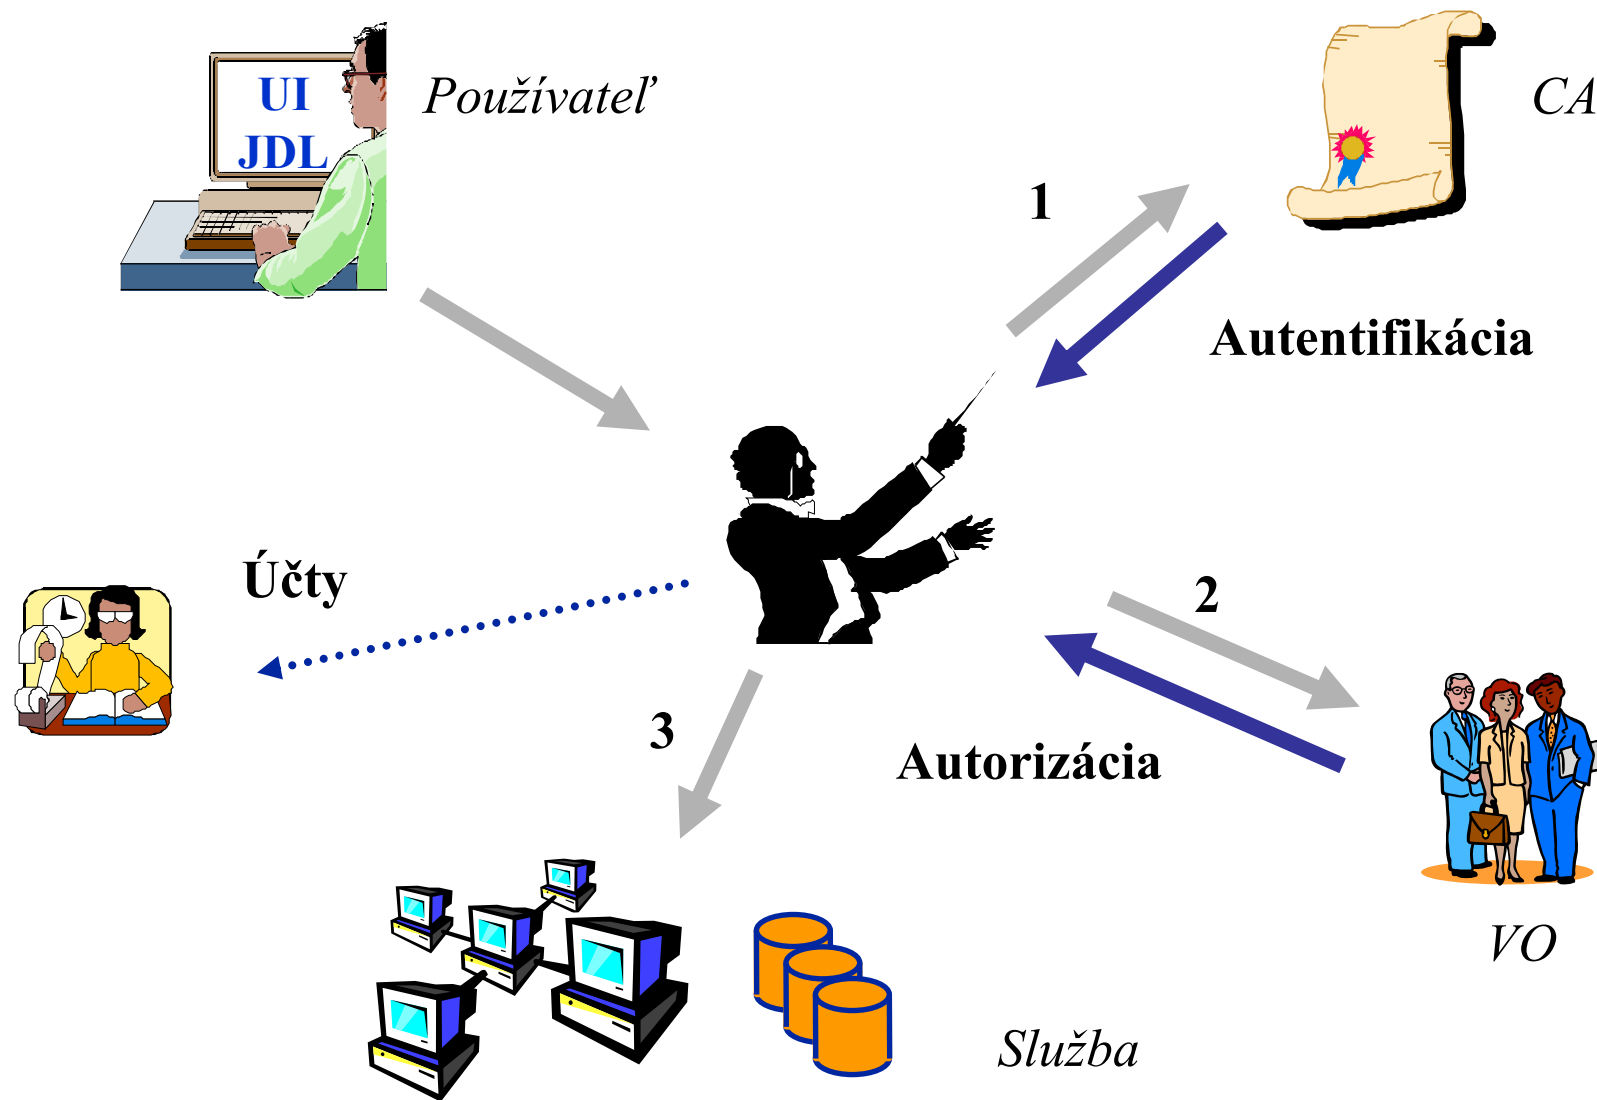 UI
JDL
Používateľ
CA
1
Autentifikácia
Účty
2
3
Autorizácia
VO
Služba